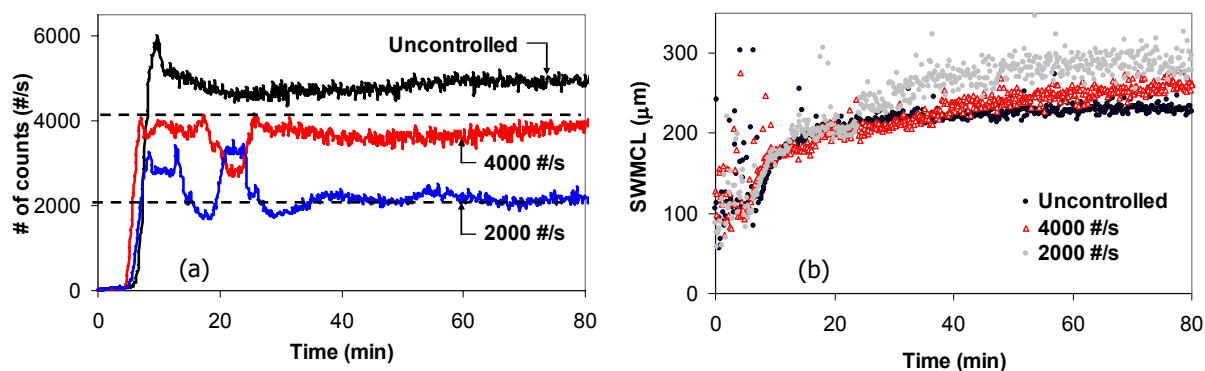 # of counts (#/s)
6000
4000
2000
0
Uncontrolled
4000 #/s
2000 #/s
(a)
0 20 40 60 80
Time (min)
SWMCL (μm)
300
200
100
0
Uncontrolled
4000 #/s
2000 #/s
(b)
0 20 40 60 80
Time (min)